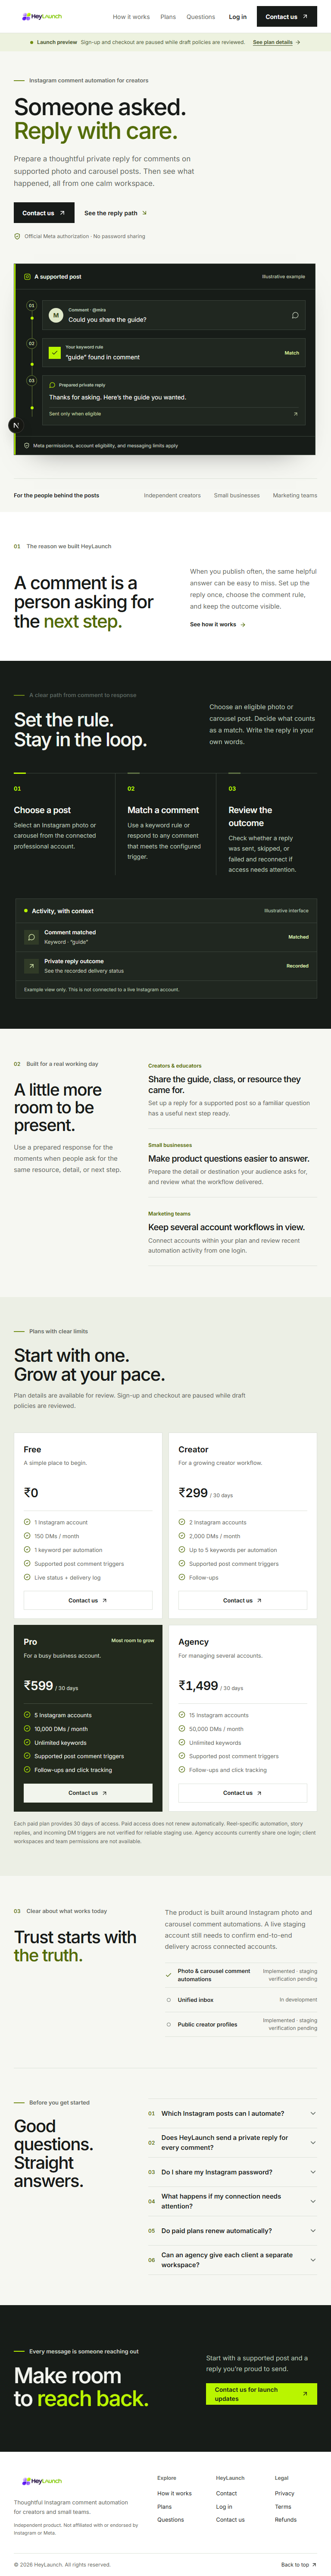 HeyLaunch
How it works
Plans
Questions
Log in
Contact us
Launch preview Sign-up and checkout are paused while draft policies are reviewed. See plan details
Instagram comment automation for creators
Someone asked.
Reply with care.
Prepare a thoughtful private reply for comments on
supported photo and carousel posts. Then see what
happened, all from one calm workspace.
Contact us
See the reply path
Official Meta authorization · No password sharing
A supported post
Illustrative example
01
M
Comment · @mira
Could you share the guide?
02
Your keyword rule
"guide" found in comment
Match
03
Prepared private reply
Thanks for asking. Here's the guide you wanted.
Sent only when eligible
N
Meta permissions, account eligibility, and messaging limits apply
For the people behind the posts
Independent creators
Small businesses
Marketing teams
01 The reason we built HeyLaunch
A comment is a
person asking for
the next step.
When you publish often, the same helpful
answer can be easy to miss. Set up the
reply once, choose the comment rule,
and keep the outcome visible.
See how it works
A clear path from comment to response
Set the rule.
Stay in the loop.
Choose an eligible photo or
carousel post. Decide what counts
as a match. Write the reply in your
own words.
01
Choose a post
Select an Instagram photo or
carousel from the connected
professional account.
02
Match a comment
Use a keyword rule or
respond to any comment
that meets the configured
trigger.
03
Review the
outcome
Check whether a reply
was sent, skipped, or
failed and reconnect if
access needs attention.
Activity, with context
Illustrative interface
Comment matched
Keyword · "guide"
Matched
Private reply outcome
See the recorded delivery status
Recorded
Example view only. This is not connected to a live Instagram account.
02 Built for a real working day
A little more
room to be
present.
Use a prepared response for the
moments when people ask for the
same resource, detail, or next step.
Creators & educators
Share the guide, class, or resource they
came for.
Set up a reply for a supported post so a familiar question
has a useful next step ready.
Small businesses
Make product questions easier to answer.
Prepare the detail or destination your audience asks for,
and review what the workflow delivered.
Marketing teams
Keep several account workflows in view.
Connect accounts within your plan and review recent
automation activity from one login.
Plans with clear limits
Start with one.
Grow at your pace.
Plan details are available for review. Sign-up and checkout are paused while draft
policies are reviewed.
Free
A simple place to begin.
₹0
1 Instagram account
150 DMs / month
1 keyword per automation
Supported post comment triggers
Live status + delivery log
Contact us
Creator
For a growing creator workflow.
₹299 / 30 days
2 Instagram accounts
2,000 DMs / month
Up to 5 keywords per automation
Supported post comment triggers
Follow-ups
Contact us
Pro
Most room to grow
For a busy business account.
₹599 / 30 days
5 Instagram accounts
10,000 DMs / month
Unlimited keywords
Supported post comment triggers
Follow-ups and click tracking
Contact us
Agency
For managing several accounts.
₹1,499 / 30 days
15 Instagram accounts
50,000 DMs / month
Unlimited keywords
Supported post comment triggers
Follow-ups and click tracking
Contact us
Each paid plan provides 30 days of access. Paid access does not renew automatically. Reel-specific automation, story
replies, and incoming DM triggers are not verified for reliable staging use. Agency accounts currently share one login; client
workspaces and team permissions are not available.
03 Clear about what works today
Trust starts with
the truth.
The product is built around Instagram photo and
carousel comment automations. A live staging
account still needs to confirm end-to-end
delivery across connected accounts.
Photo & carousel comment
automations
Implemented · staging
verification pending
Unified inbox
In development
Public creator profiles
Implemented · staging
verification pending
Before you get started
Good
questions.
Straight
answers.
01 Which Instagram posts can I automate?
02 Does HeyLaunch send a private reply for
every comment?
03 Do I share my Instagram password?
04 What happens if my connection needs
attention?
05 Do paid plans renew automatically?
06 Can an agency give each client a separate
workspace?
Every message is someone reaching out
Make room
to reach back.
Start with a supported post and a
reply you're proud to send.
Contact us for launch
updates
HeyLaunch
Thoughtful Instagram comment automation
for creators and small teams.
Independent product. Not affiliated with or endorsed by
Instagram or Meta.
Explore
How it works
Plans
Questions
HeyLaunch
Contact
Log in
Contact us
Legal
Privacy
Terms
Refunds
© 2026 HeyLaunch. All rights reserved.
Back to top